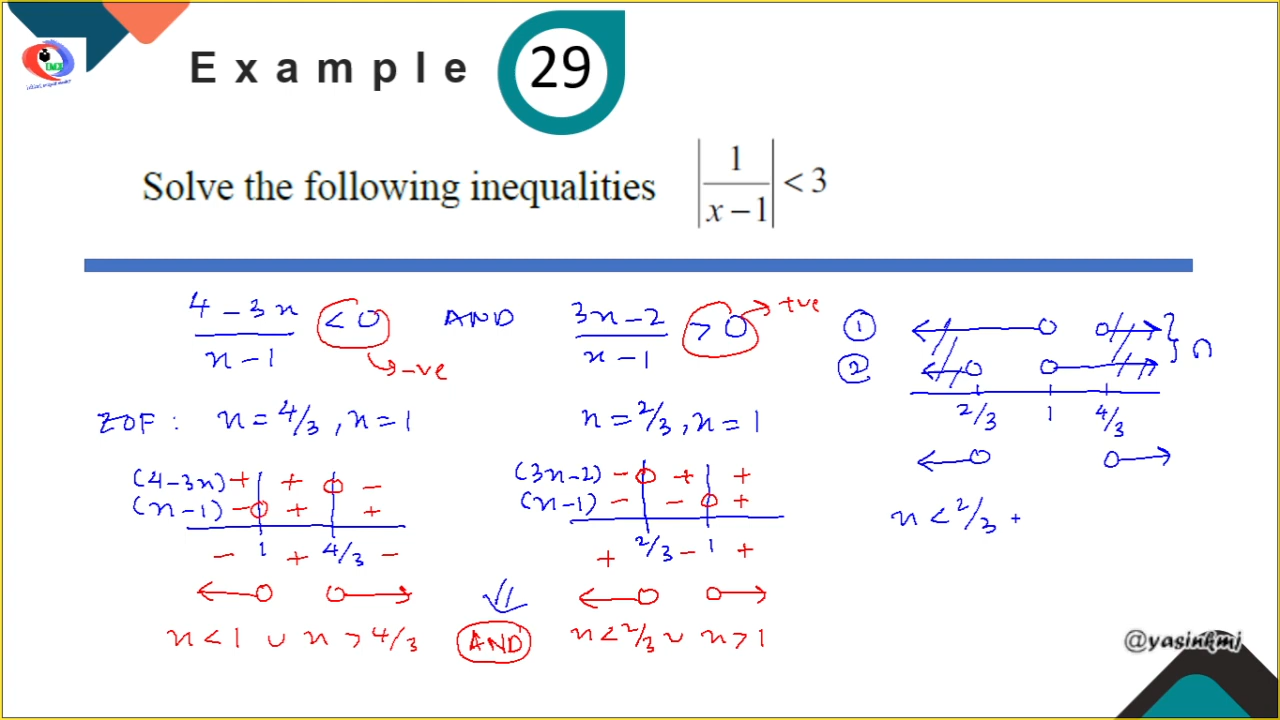 Example 29
Solve the following inequalities |1/(x−1)| < 3
(4−3x)/(x−1) < 0 AND (3x−2)/(x−1) > 0
−ve
+ve
ZOF : x = 4/3 , x = 1
x = 2/3 , x = 1
(4−3x) + + −
(x−1) − + +
1 4/3
− + −
(3x−2) − + +
(x−1) − − +
2/3 1
+ − +
x < 1 ∪ x > 4/3 AND x < 2/3 ∪ x > 1
1
2
∩
2/3 1 4/3
x < 2/3
@yasinkmj